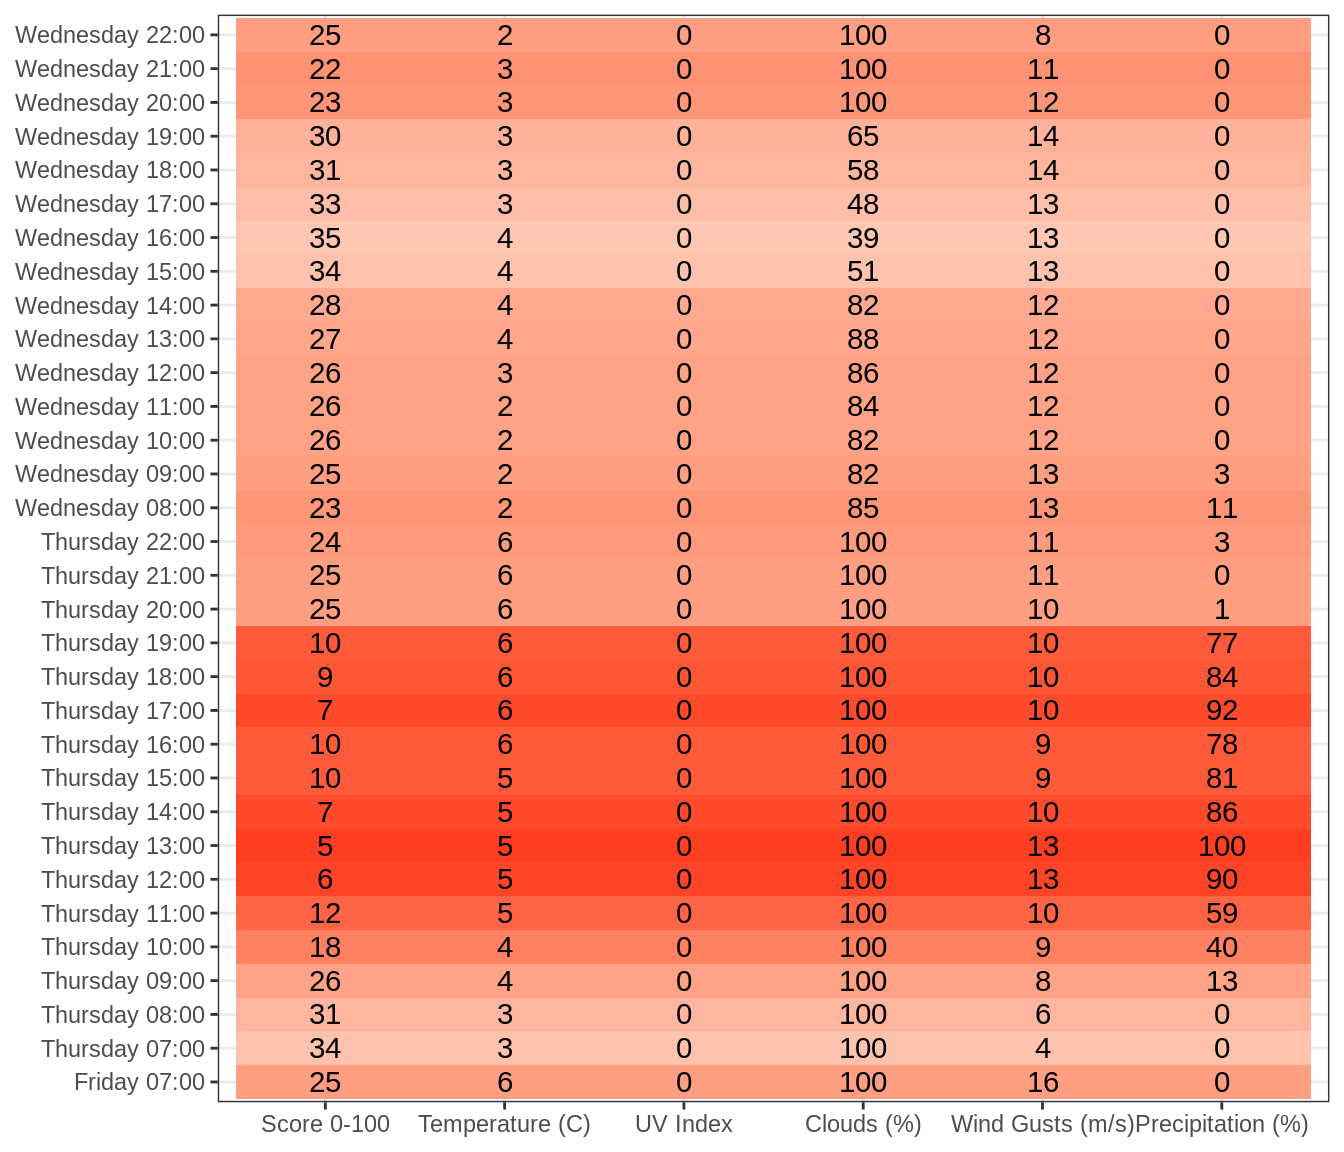 Wednesday 22:00 25 2 0 100 8 0
Wednesday 21:00 22 3 0 100 11 0
Wednesday 20:00 23 3 0 100 12 0
Wednesday 19:00 30 3 0 65 14 0
Wednesday 18:00 31 3 0 58 14 0
Wednesday 17:00 33 3 0 48 13 0
Wednesday 16:00 35 4 0 39 13 0
Wednesday 15:00 34 4 0 51 13 0
Wednesday 14:00 28 4 0 82 12 0
Wednesday 13:00 27 4 0 88 12 0
Wednesday 12:00 26 3 0 86 12 0
Wednesday 11:00 26 2 0 84 12 0
Wednesday 10:00 26 2 0 82 12 0
Wednesday 09:00 25 2 0 82 13 3
Wednesday 08:00 23 2 0 85 13 11
Thursday 22:00 24 6 0 100 11 3
Thursday 21:00 25 6 0 100 11 0
Thursday 20:00 25 6 0 100 10 1
Thursday 19:00 10 6 0 100 10 77
Thursday 18:00 9 6 0 100 10 84
Thursday 17:00 7 6 0 100 10 92
Thursday 16:00 10 6 0 100 9 78
Thursday 15:00 10 5 0 100 9 81
Thursday 14:00 7 5 0 100 10 86
Thursday 13:00 5 5 0 100 13 100
Thursday 12:00 6 5 0 100 13 90
Thursday 11:00 12 5 0 100 10 59
Thursday 10:00 18 4 0 100 9 40
Thursday 09:00 26 4 0 100 8 13
Thursday 08:00 31 3 0 100 6 0
Thursday 07:00 34 3 0 100 4 0
Friday 07:00 25 6 0 100 16 0
Score 0-100 Temperature (C) UV Index Clouds (%) Wind Gusts (m/s) Precipitation (%)